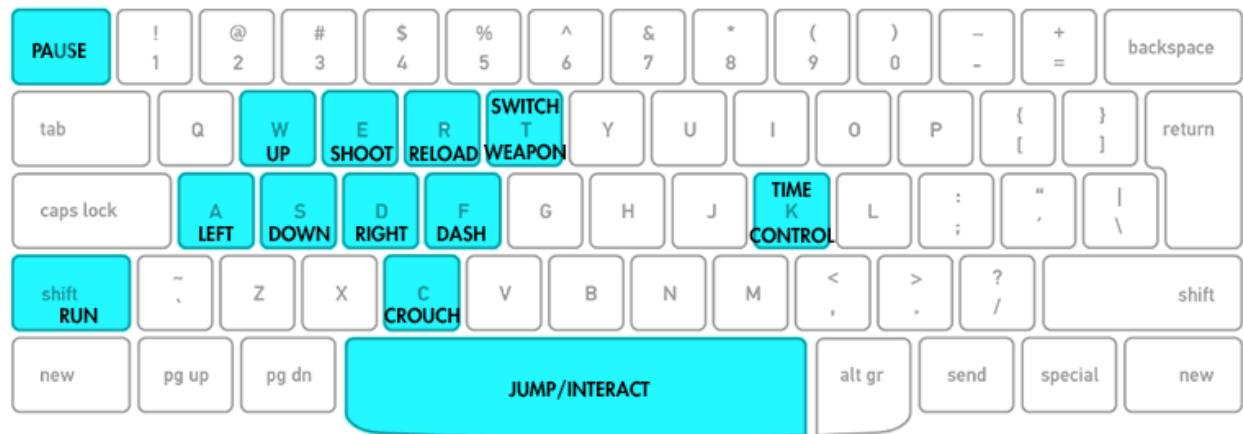 PAUSE ! 1 @ 2 # 3 $ 4 % 5 ^ 6 & 7 * 8 ( 9 ) 0 – - + = backspace
tab Q W UP E SHOOT R RELOAD SWITCH T WEAPON Y U I O P { [ } ] return
caps lock A LEFT S DOWN D RIGHT F DASH G H J TIME K CONTROL L : ; “ ´ | \
shift RUN ~ ` Z X C CROUCH V B N M < , > . ? / shift
new pg up pg dn JUMP/INTERACT alt gr send special new